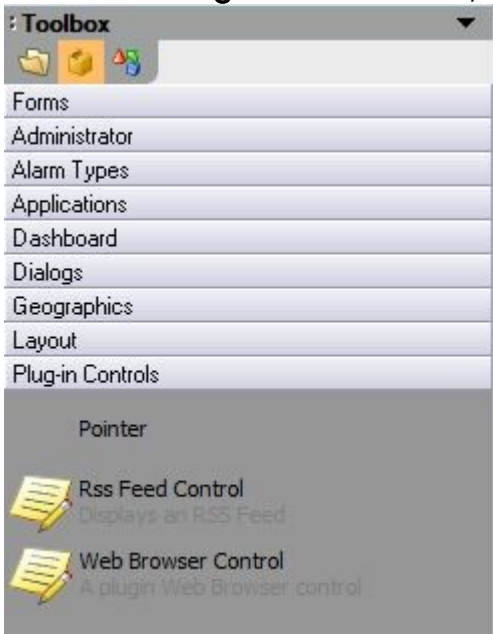 Toolbox
Forms
Administrator
Alarm Types
Applications
Dashboard
Dialogs
Geographics
Layout
Plug-in Controls
Pointer
Rss Feed Control
Displays an RSS Feed
Web Browser Control
A plugin Web Browser control